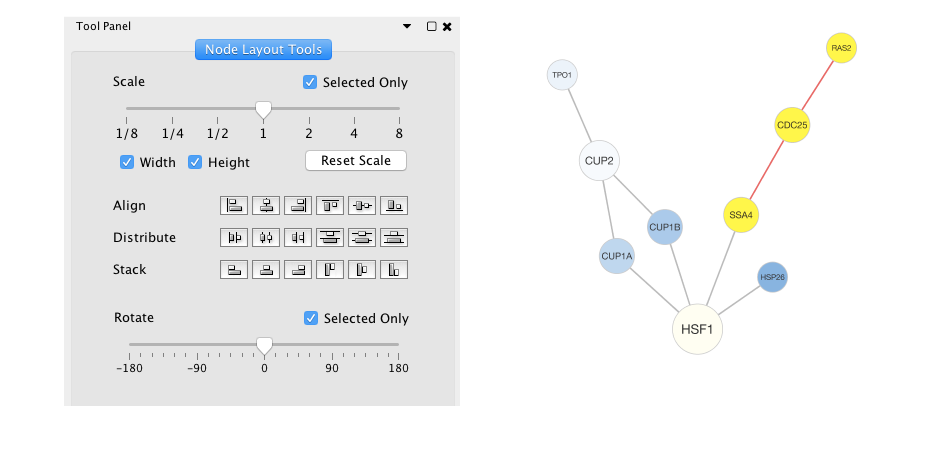 Tool Panel
Node Layout Tools
Scale
Selected Only
1/8 1/4 1/2 1 2 4 8
Width Height Reset Scale
Align
Distribute
Stack
Rotate
Selected Only
-180 -90 0 90 180
RAS2
TPO1
CDC25
CUP2
SSA4
CUP1B
CUP1A
HSP26
HSF1